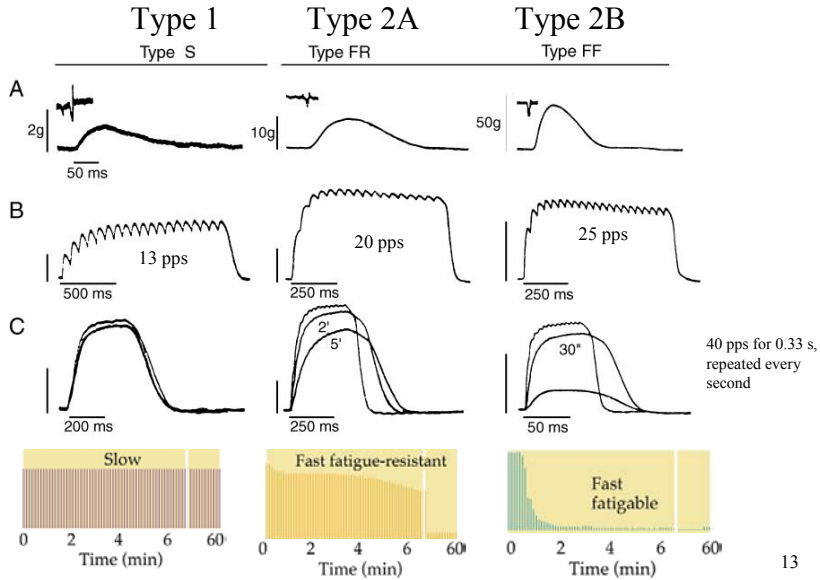 Type 1 Type 2A Type 2B
Type S Type FR Type FF
A
2g
50 ms
10g
50g
B
13 pps
500 ms
20 pps
250 ms
25 pps
250 ms
C
200 ms
2'
5'
250 ms
30"
50 ms
40 pps for 0.33 s,
repeated every
second
Slow
0 2 4 6 60
Time (min)
Fast fatigue-resistant
0 2 4 6 60
Time (min)
Fast
fatigable
0 2 4 6 60
Time (min)
13